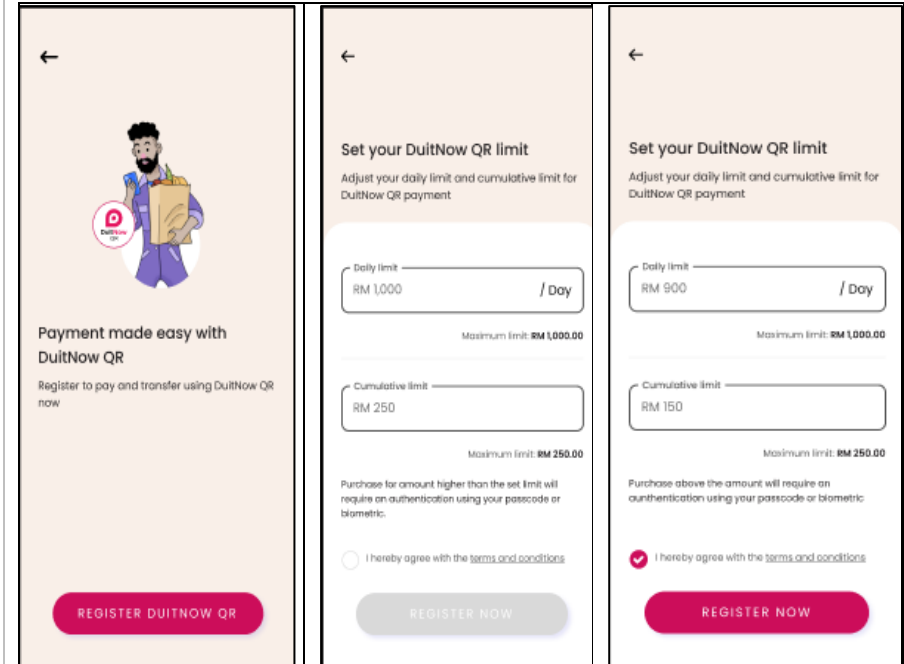 DuitNow
QR
Payment made easy with
DuitNow QR
Register to pay and transfer using DuitNow QR
now
REGISTER DUITNOW QR
Set your DuitNow QR limit
Adjust your daily limit and cumulative limit for
DuitNow QR payment
Daily limit
RM 1,000 / Day
Maximum limit: RM 1,000.00
Cumulative limit
RM 250
Maximum limit: RM 250.00
Purchase for amount higher than the set limit will
require an authentication using your passcode or
biometric.
I hereby agree with the terms and conditions
REGISTER NOW
Set your DuitNow QR limit
Adjust your daily limit and cumulative limit for
DuitNow QR payment
Daily limit
RM 900 / Day
Maximum limit: RM 1,000.00
Cumulative limit
RM 150
Maximum limit: RM 250.00
Purchase above the amount will require an
aunthentication using your passcode or biometric
I hereby agree with the terms and conditions
REGISTER NOW